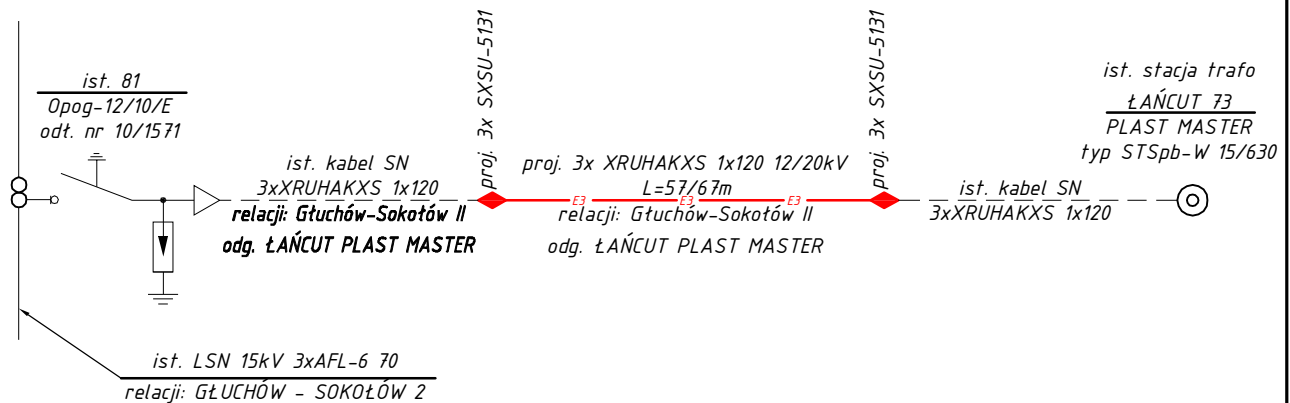 ist. 81
Opog-12/10/E
odł. nr 10/1571
ist. kabel SN
3xXRUHAKXS 1x120
relacji: Głuchów-Sokołów II
odg. ŁAŃCUT PLAST MASTER
proj. 3x SXSU-5131
proj. 3x XRUHAKXS 1x120 12/20kV
L=57/67m
E3 E3 E3
relacji: Głuchów-Sokołów II
odg. ŁAŃCUT PLAST MASTER
proj. 3x SXSU-5131
ist. kabel SN
3xXRUHAKXS 1x120
ist. stacja trafo
ŁAŃCUT 73
PLAST MASTER
typ STSpb-W 15/630
ist. LSN 15kV 3xAFL-6 70
relacji: GŁUCHÓW - SOKOŁÓW 2